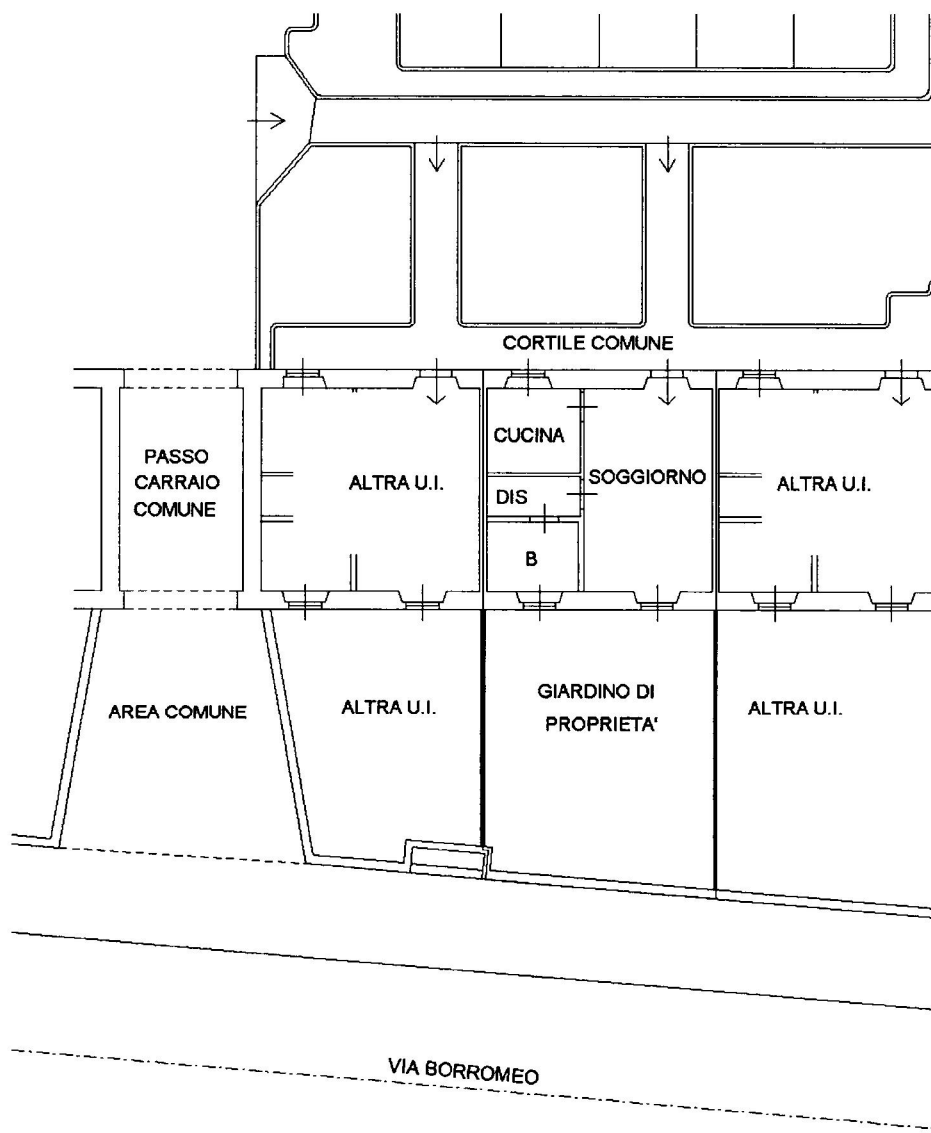 CORTILE COMUNE
PASSO
CARRAIO
COMUNE
ALTRA U.I.
CUCINA
DIS
B
SOGGIORNO
ALTRA U.I.
AREA COMUNE
ALTRA U.I.
GIARDINO DI
PROPRIETA'
ALTRA U.I.
VIA BORROMEO